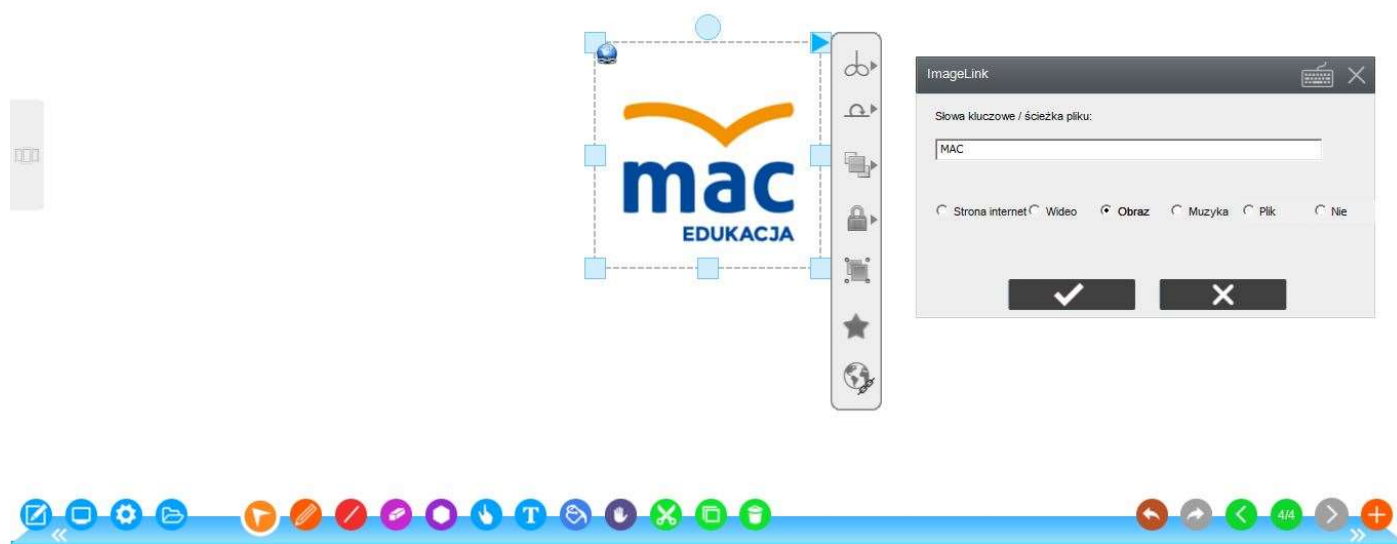 mac
EDUKACJA
ImageLink
Słowa kluczowe / ścieżka pliku:
MAC
Strona internet Wideo Obraz Muzyka Plik Nie
T
4/4